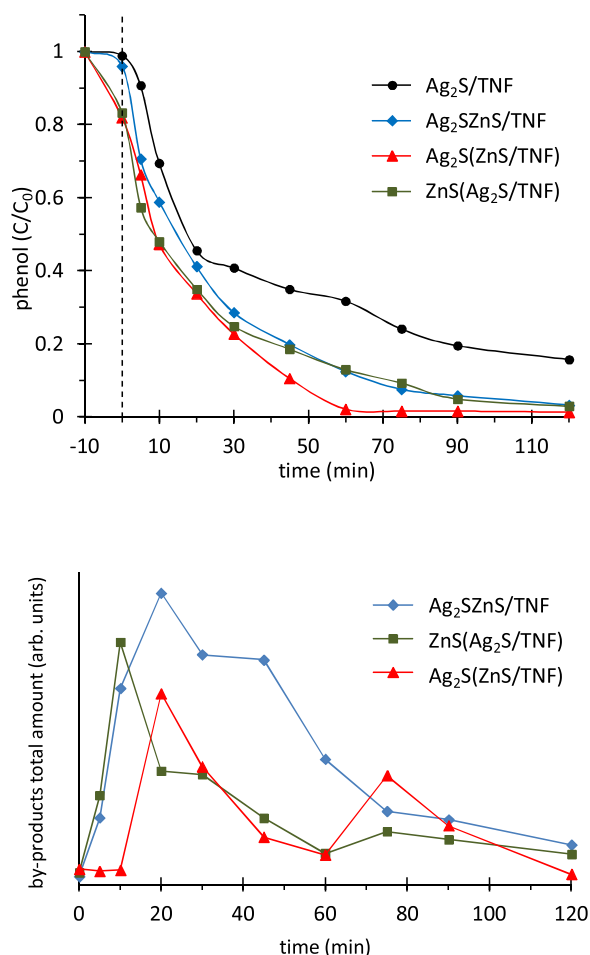 1
0.8
0.6
0.4
0.2
0
phenol (C/C₀)
-10
10
30
50
70
90
110
time (min)
Ag₂S/TNF
Ag₂SZnS/TNF
Ag₂S(ZnS/TNF)
ZnS(Ag₂S/TNF)
by-products total amount (arb. units)
Ag₂SZnS/TNF
ZnS(Ag₂S/TNF)
Ag₂S(ZnS/TNF)
0
20
40
60
80
100
120
time (min)